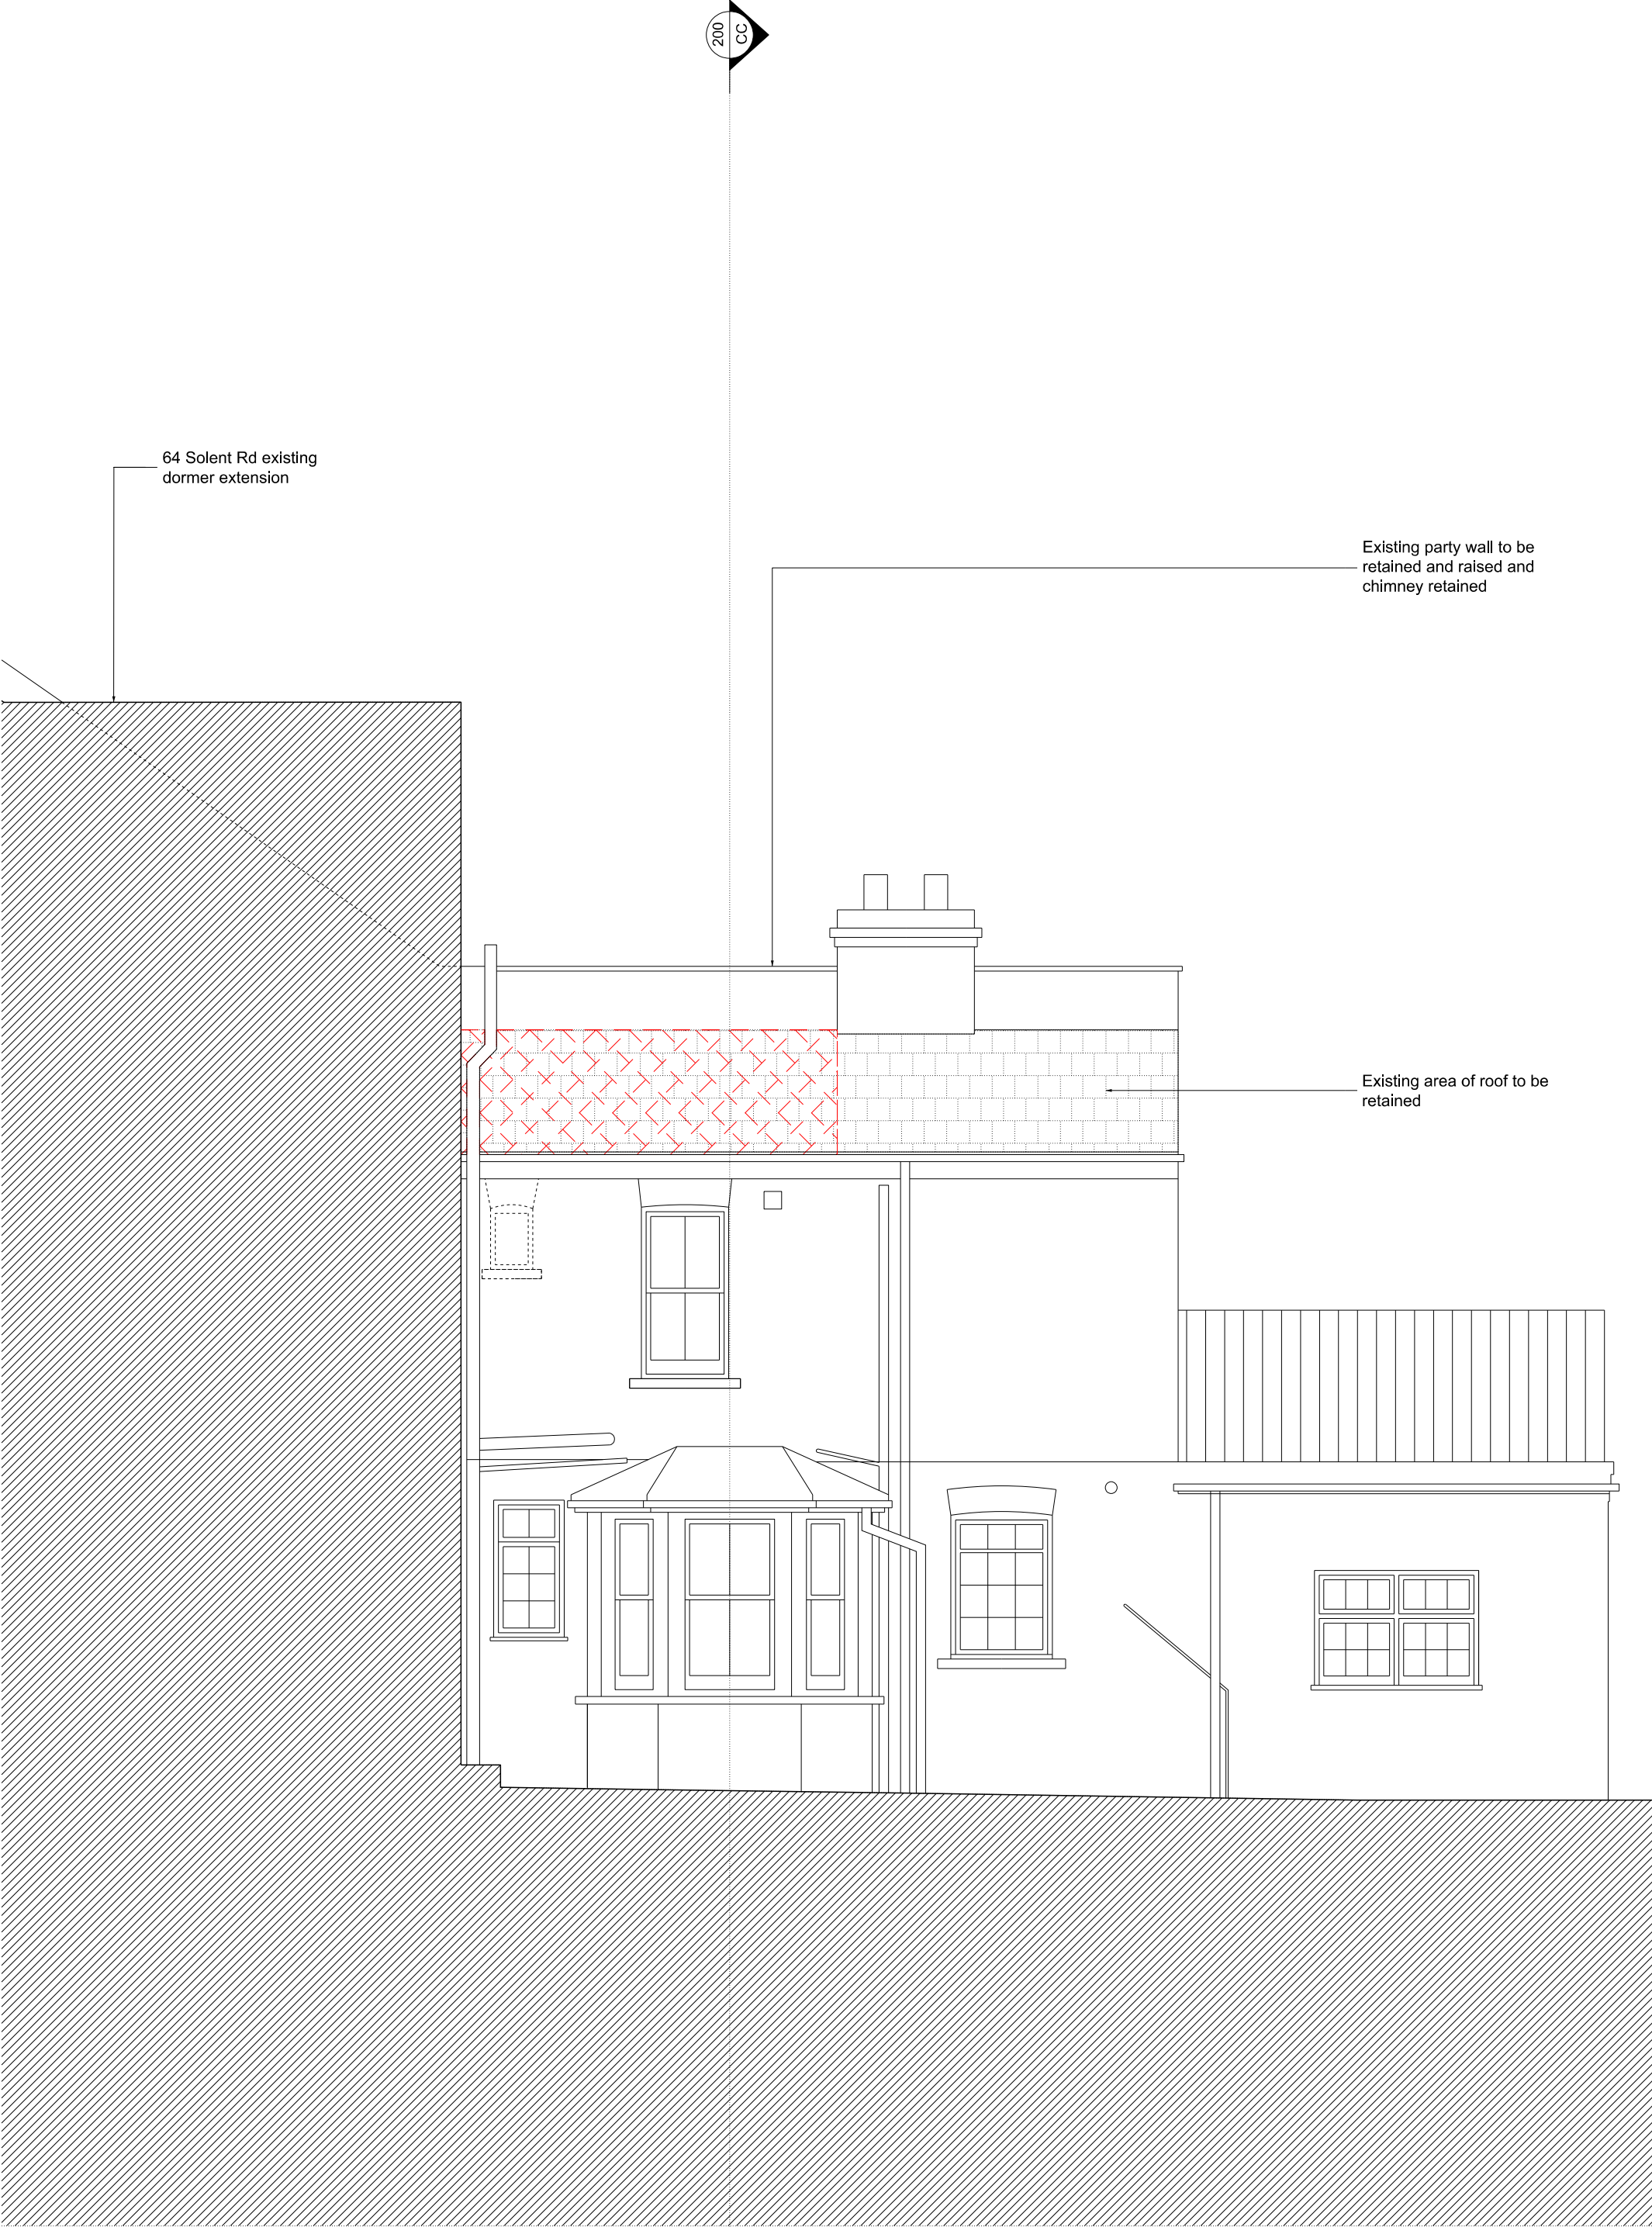 200
CC
64 Solent Rd existing
dormer extension
Existing party wall to be
retained and raised and
chimney retained
Existing area of roof to be
retained